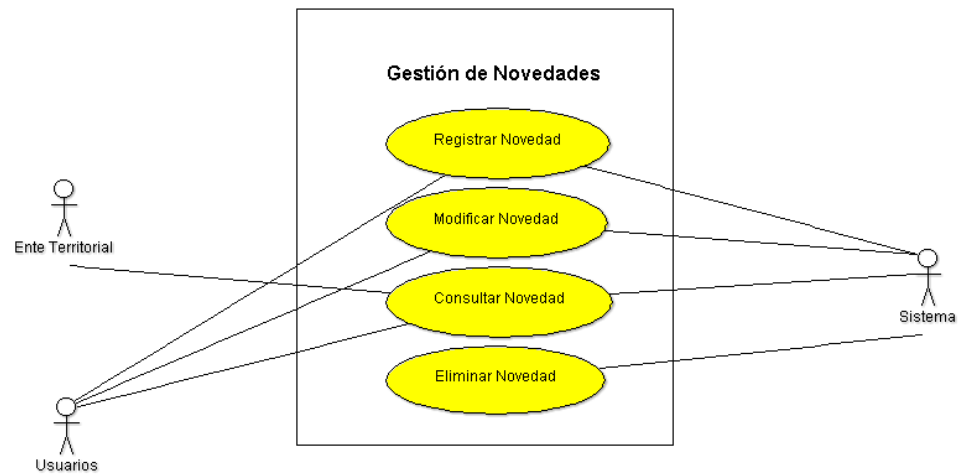 Gestión de Novedades
Registrar Novedad
Modificar Novedad
Ente Territorial
Consultar Novedad
Sistema
Eliminar Novedad
Usuarios